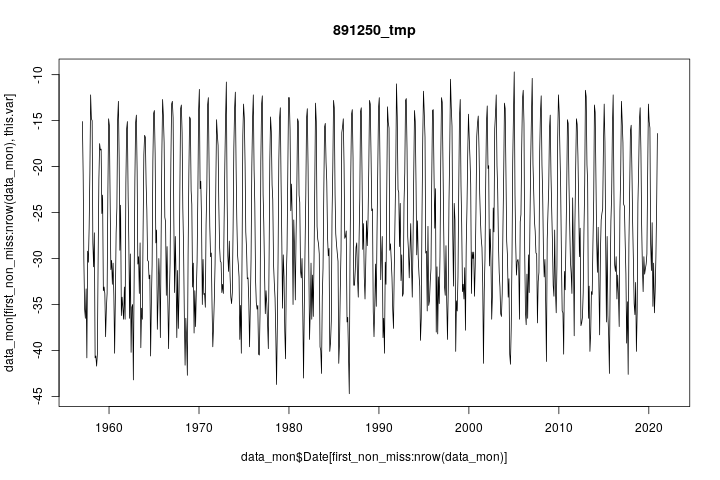 891250_tmp
data_mon[first_non_miss:nrow(data_mon), this.var]
-10
-15
-20
-25
-30
-35
-40
-45
1960 1970 1980 1990 2000 2010 2020
data_mon$Date[first_non_miss:nrow(data_mon)]